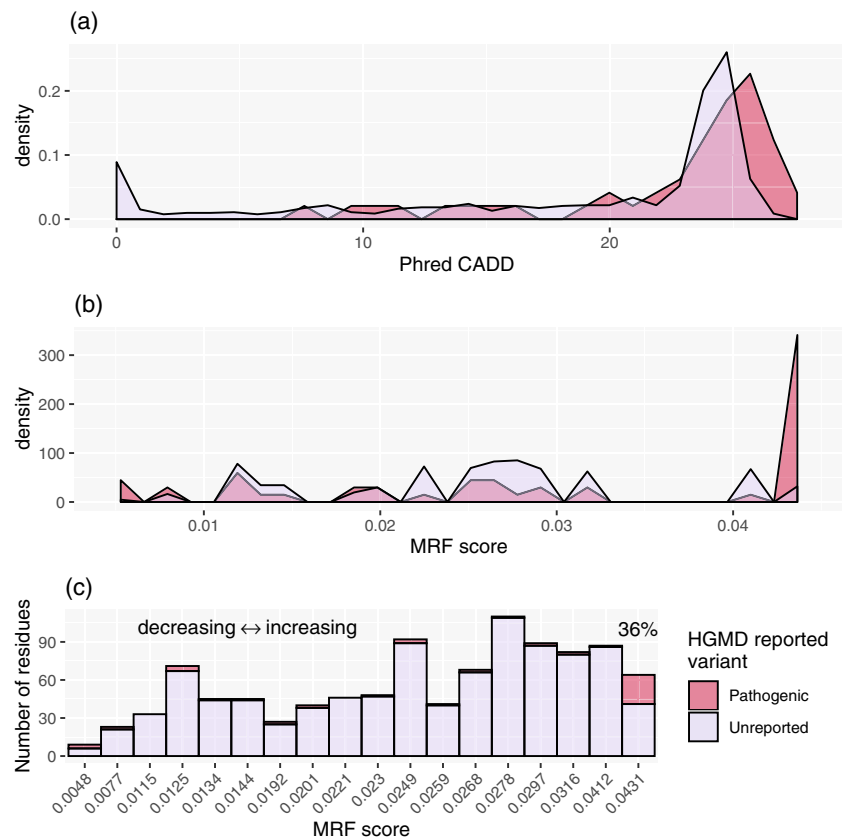 (a)
density
0.2
0.1
0.0
0
10
20
Phred CADD
(b)
density
300
200
100
0
0.01
0.02
0.03
0.04
MRF score
(c)
Number of residues
90
60
30
0
decreasing ↔ increasing
36%
0.0048
0.0077
0.0115
0.0125
0.0134
0.0144
0.0192
0.0201
0.0221
0.023
0.0249
0.0259
0.0268
0.0278
0.0297
0.0316
0.0412
0.0431
MRF score
HGMD reported
variant
Pathogenic
Unreported